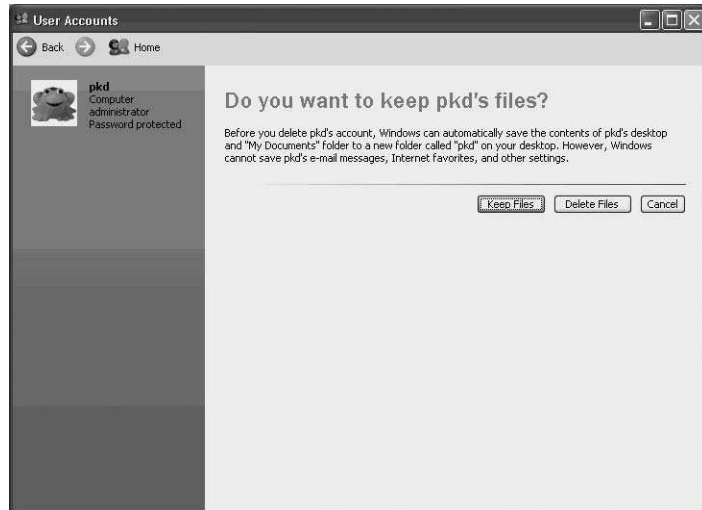 User Accounts
Back Home
pkd
Computer
administrator
Password protected
Do you want to keep pkd's files?
Before you delete pkd's account, Windows can automatically save the contents of pkd's desktop
and "My Documents" folder to a new folder called "pkd" on your desktop. However, Windows
cannot save pkd's e-mail messages, Internet favorites, and other settings.
Keep Files Delete Files Cancel